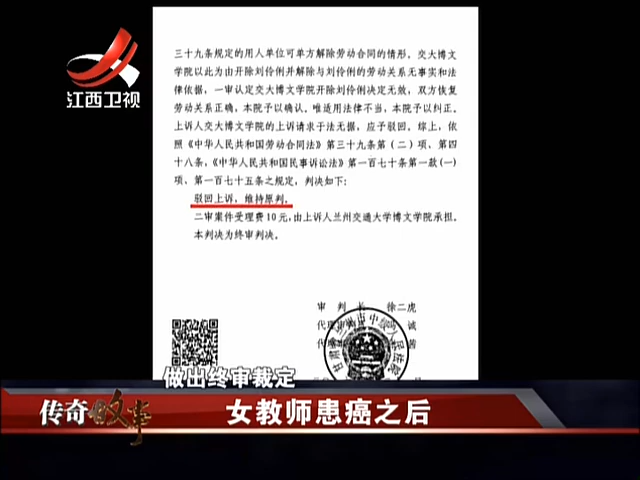 江西卫视
三十九条规定的用人单位可单方解除劳动合同的情形，交大博文
学院以此为由开除刘伶俐并解除与刘伶俐的劳动关系无事实和法
律依据，一审认定交大博文学院开除刘伶俐决定无效，双方恢复
劳动关系正确，本院予以确认。唯适用法律不当，本院予以纠正。
上诉人交大博文学院的上诉请求于法无据，应予驳回。综上，依
照《中华人民共和国劳动合同法》第三十九条第（二）项、第四
十八条，《中华人民共和国民事诉讼法》第一百七十条第一款(一)
项、第一百七十五条之规定，判决如下：
驳回上诉，维持原判。
二审案件受理费10元，由上诉人兰州交通大学博文学院承担。
本判决为终审判决。
审 判 长 徐二虎
做出终审裁定
传奇故事
女教师患癌之后